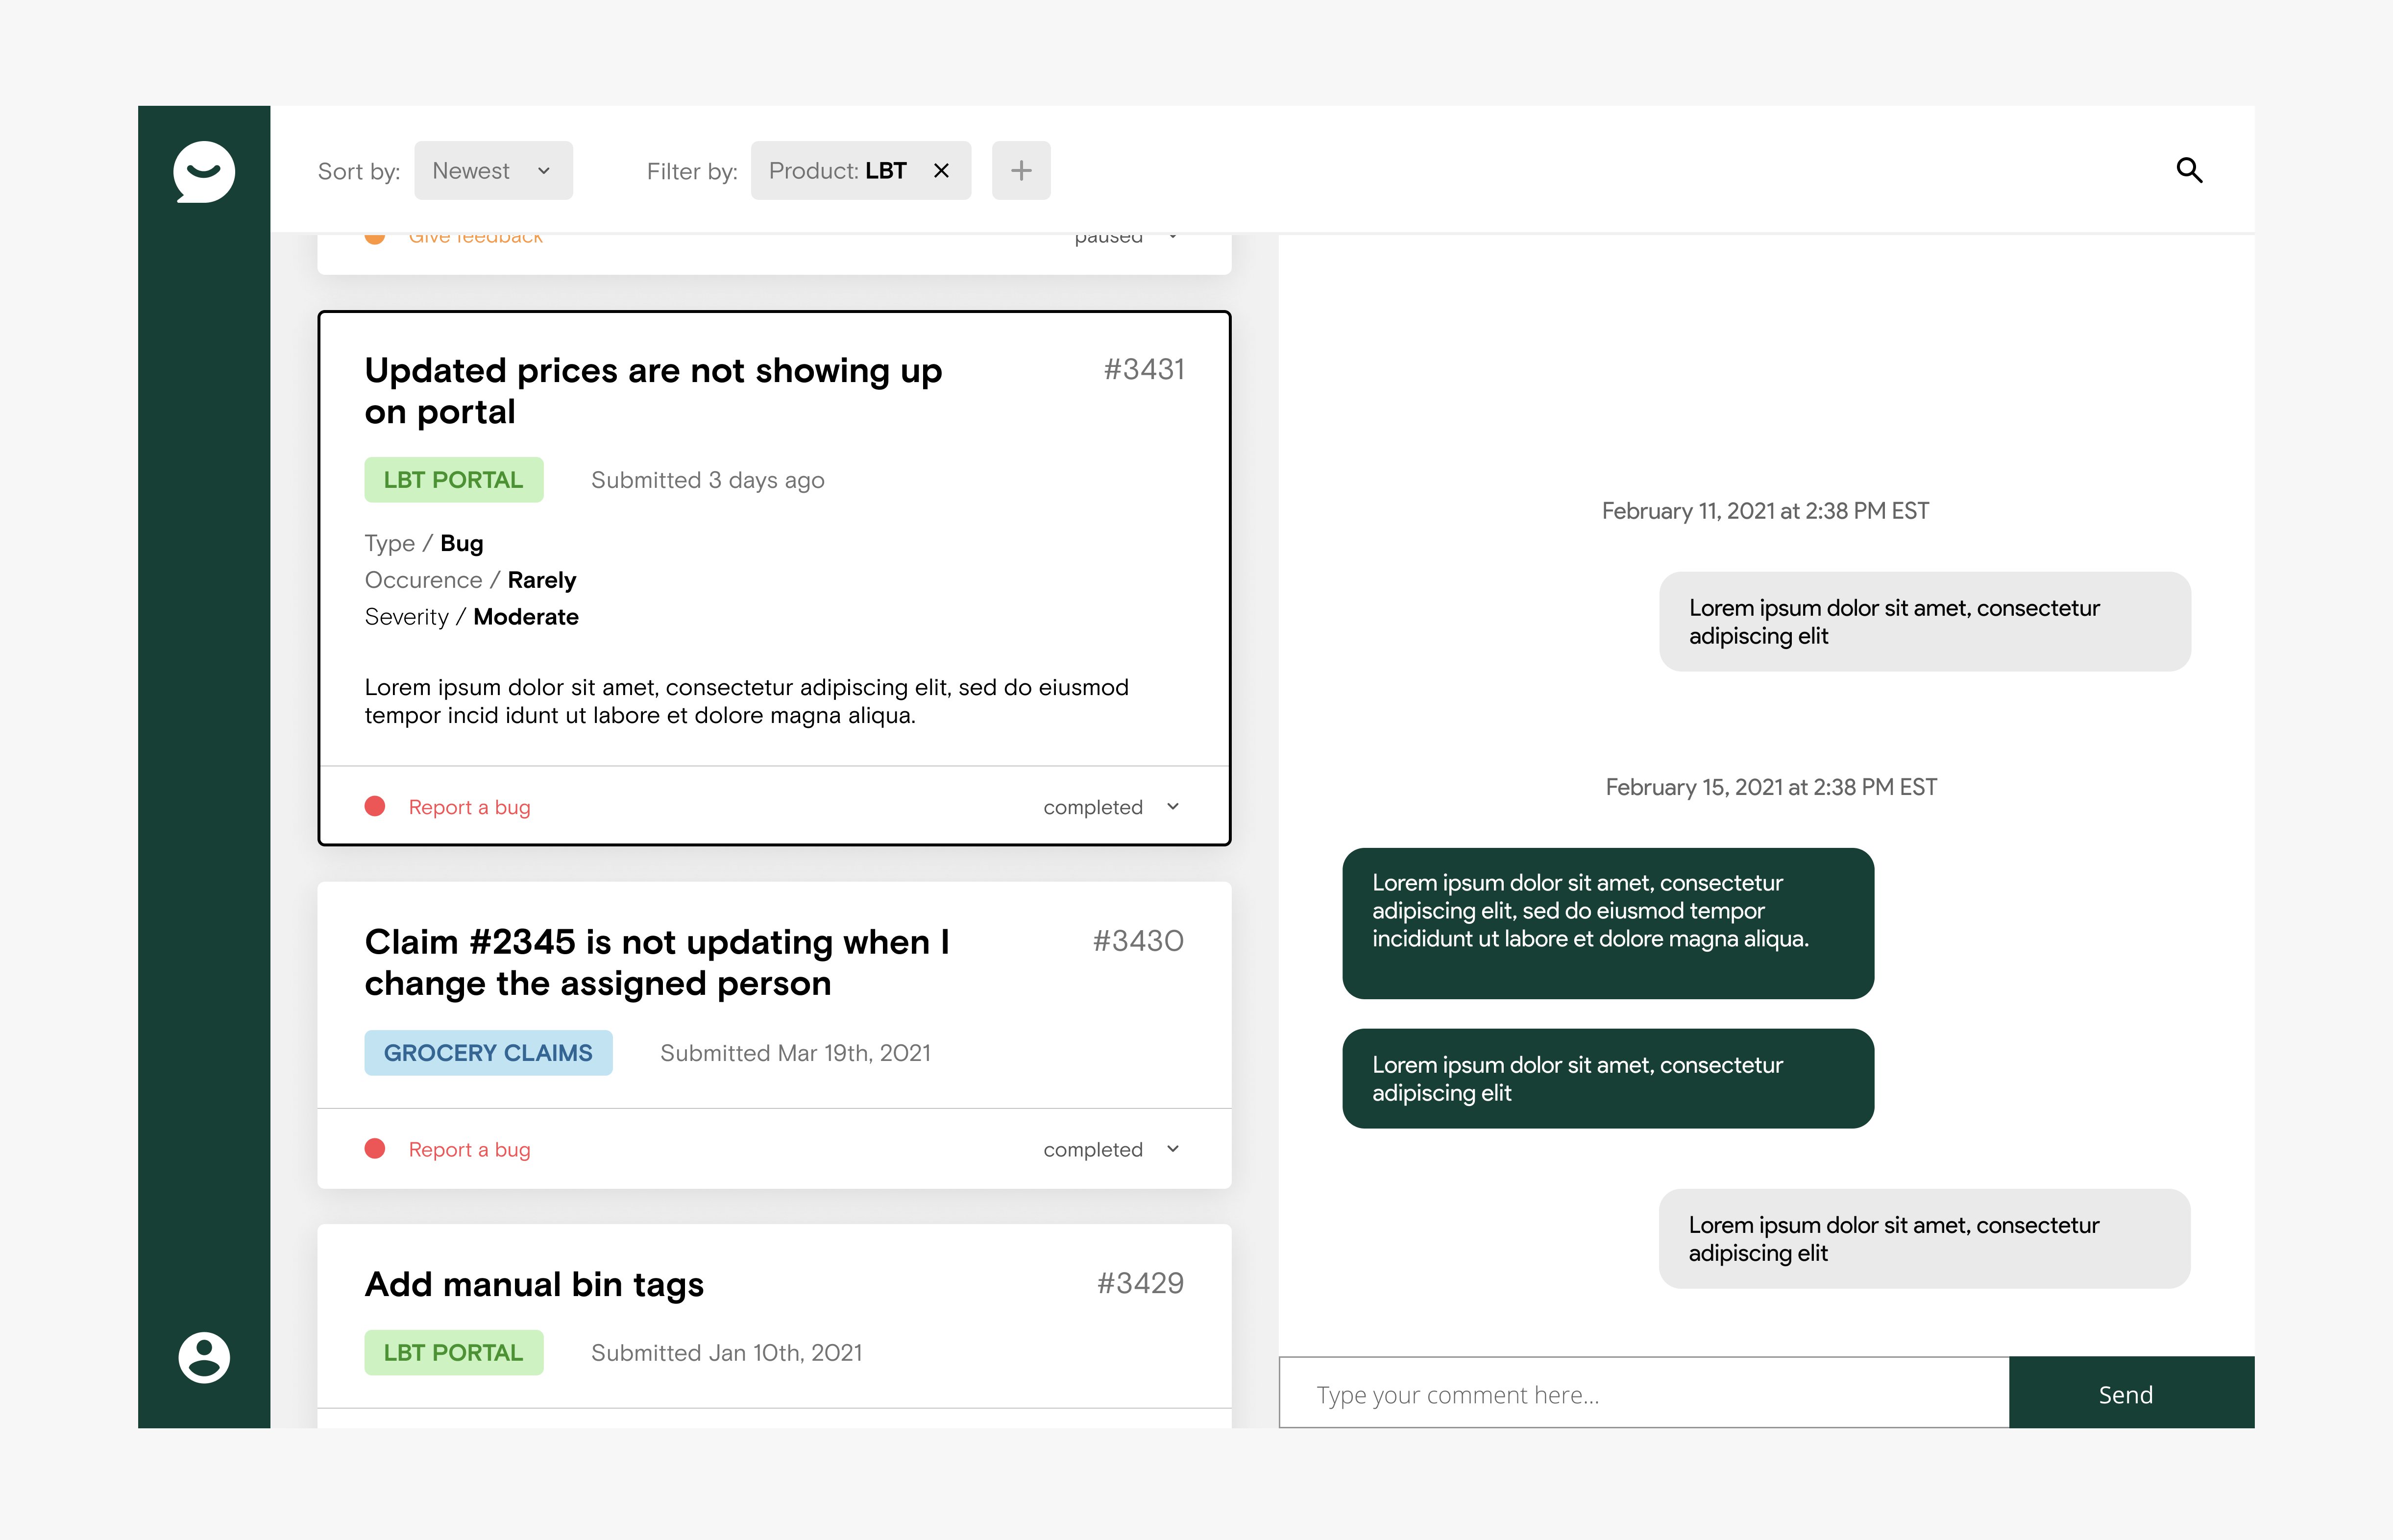 Sort by:
Newest
Filter by:
Product: LBT
Give feedback
paused
Updated prices are not showing up
on portal
#3431
LBT PORTAL
Submitted 3 days ago
Type / Bug
Occurence / Rarely
Severity / Moderate
Lorem ipsum dolor sit amet, consectetur adipiscing elit, sed do eiusmod
tempor incid idunt ut labore et dolore magna aliqua.
Report a bug
completed
Claim #2345 is not updating when I
change the assigned person
#3430
GROCERY CLAIMS
Submitted Mar 19th, 2021
Report a bug
completed
Add manual bin tags
#3429
LBT PORTAL
Submitted Jan 10th, 2021
February 11, 2021 at 2:38 PM EST
Lorem ipsum dolor sit amet, consectetur
adipiscing elit
February 15, 2021 at 2:38 PM EST
Lorem ipsum dolor sit amet, consectetur
adipiscing elit, sed do eiusmod tempor
incididunt ut labore et dolore magna aliqua.
Lorem ipsum dolor sit amet, consectetur
adipiscing elit
Lorem ipsum dolor sit amet, consectetur
adipiscing elit
Type your comment here...
Send